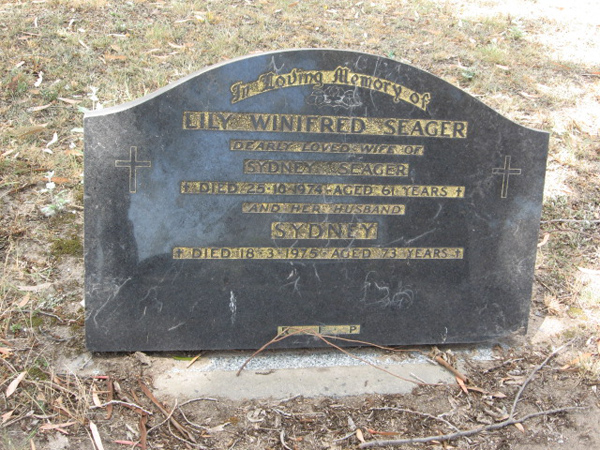 In Loving Memory of
LILY WINIFRED SEAGER
DEARLY LOVED WIFE OF
SYDNEY SEAGER
DIED 25-10-1974-AGED 61 YEARS
AND HER HUSBAND
SYDNEY
DIED 18-3-1975-AGED 73 YEARS
R I P